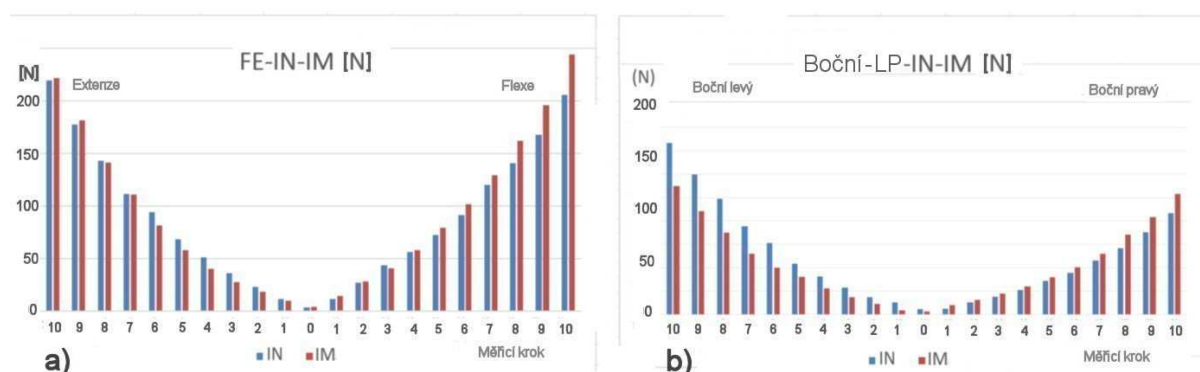 FE-IN-IM [N]
[N]
Extenze
Flexe
200
150
100
50
0
10 9 8 7 6 5 4 3 2 1 0 1 2 3 4 5 6 7 8 9 10
Měřicí krok
IN IM
a)
Boční-LP-IN-IM [N]
(N)
Boční levý
Boční pravý
200
150
100
50
0
10 9 8 7 6 5 4 3 2 1 0 1 2 3 4 5 6 7 8 9 10
Měřicí krok
IN IM
b)